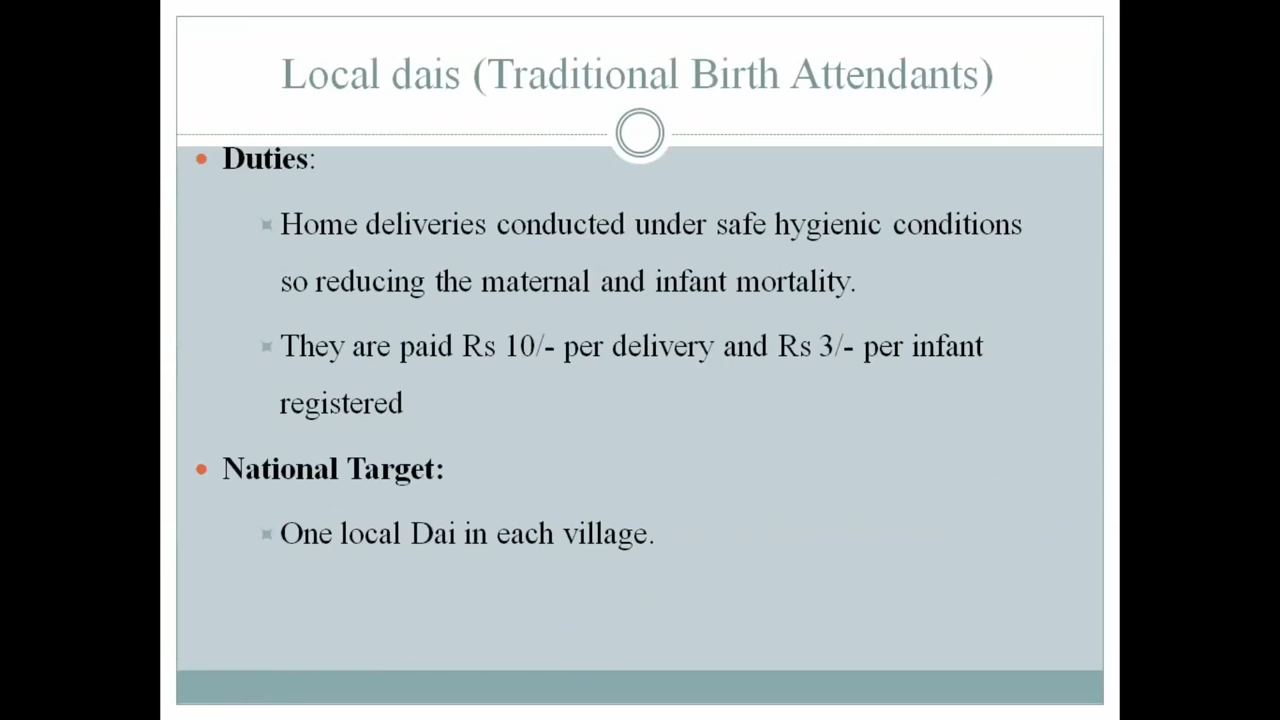 Local dais (Traditional Birth Attendants)
Duties:
Home deliveries conducted under safe hygienic conditions
so reducing the maternal and infant mortality.
They are paid Rs 10/- per delivery and Rs 3/- per infant
registered
National Target:
One local Dai in each village.